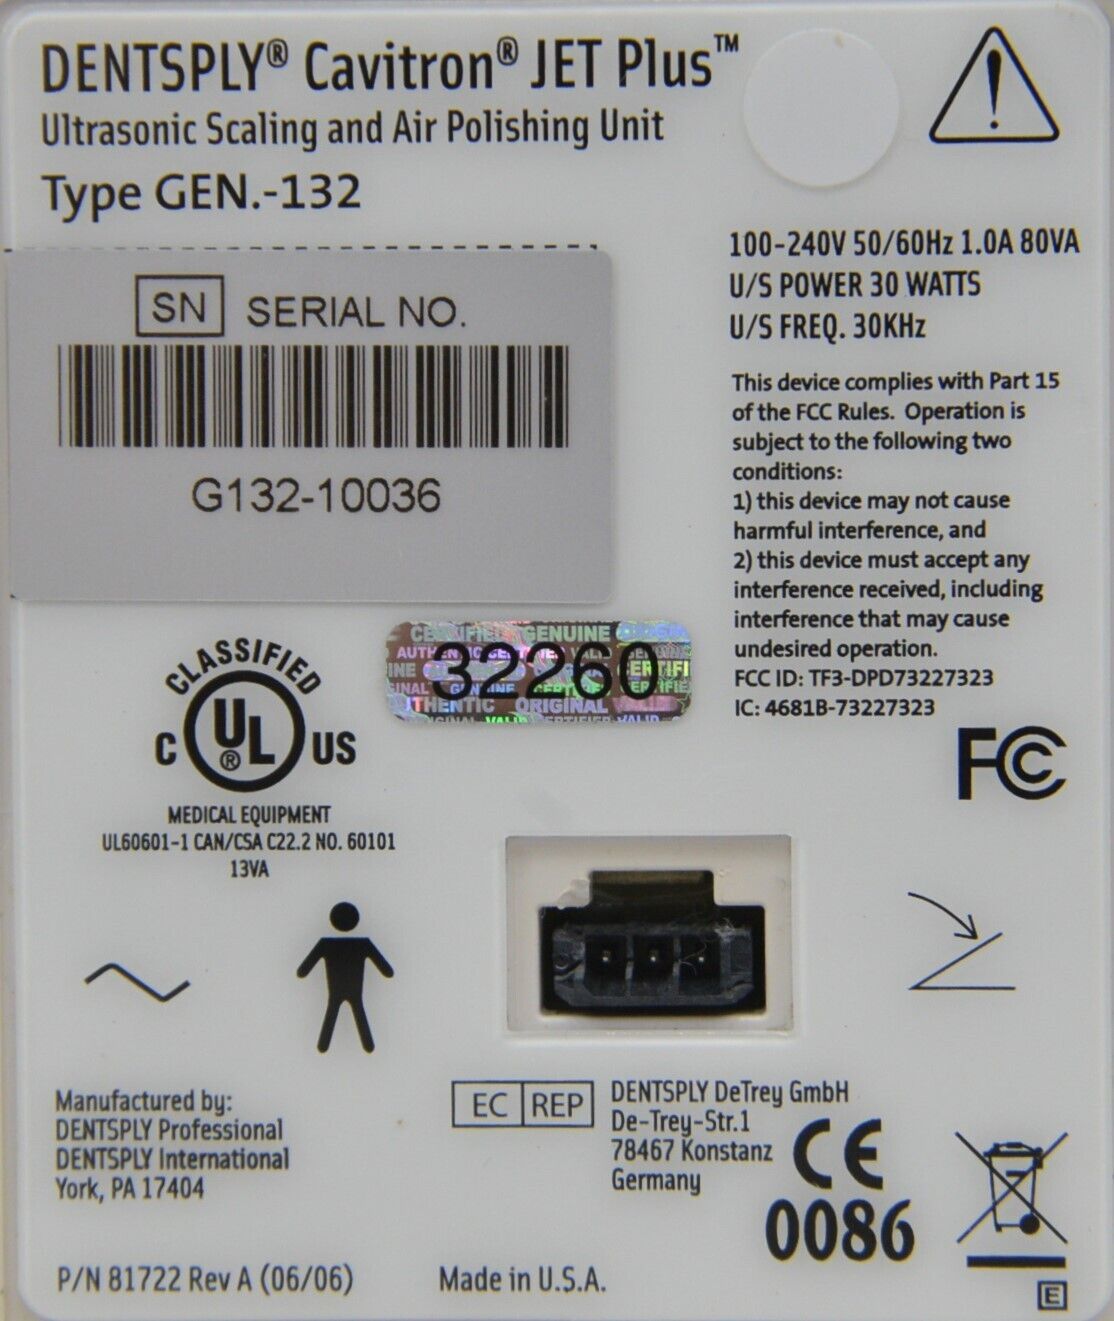 DENTSPLY® Cavitron® JET Plus™
Ultrasonic Scaling and Air Polishing Unit
Type GEN.-132
SN SERIAL NO.
G132-10036
100-240V 50/60Hz 1.0A 80VA
U/S POWER 30 WATTS
U/S FREQ. 30KHz
This device complies with Part 15
of the FCC Rules. Operation is
subject to the following two
conditions:
1) this device may not cause
harmful interference, and
2) this device must accept any
interference received, including
interference that may cause
undesired operation.
FCC ID: TF3-DPD73227323
IC: 4681B-73227323
FC
GENUINE
32260
ORIGINAL
CLASSIFIED
C UL® US
MEDICAL EQUIPMENT
UL60601-1 CAN/CSA C22.2 NO. 60101
13VA
Manufactured by:
DENTSPLY Professional
DENTSPLY International
York, PA 17404
EC REP
DENTSPLY DeTrey GmbH
De-Trey-Str.1
78467 Konstanz
Germany
CE
0086
P/N 81722 Rev A (06/06)
Made in U.S.A.
E